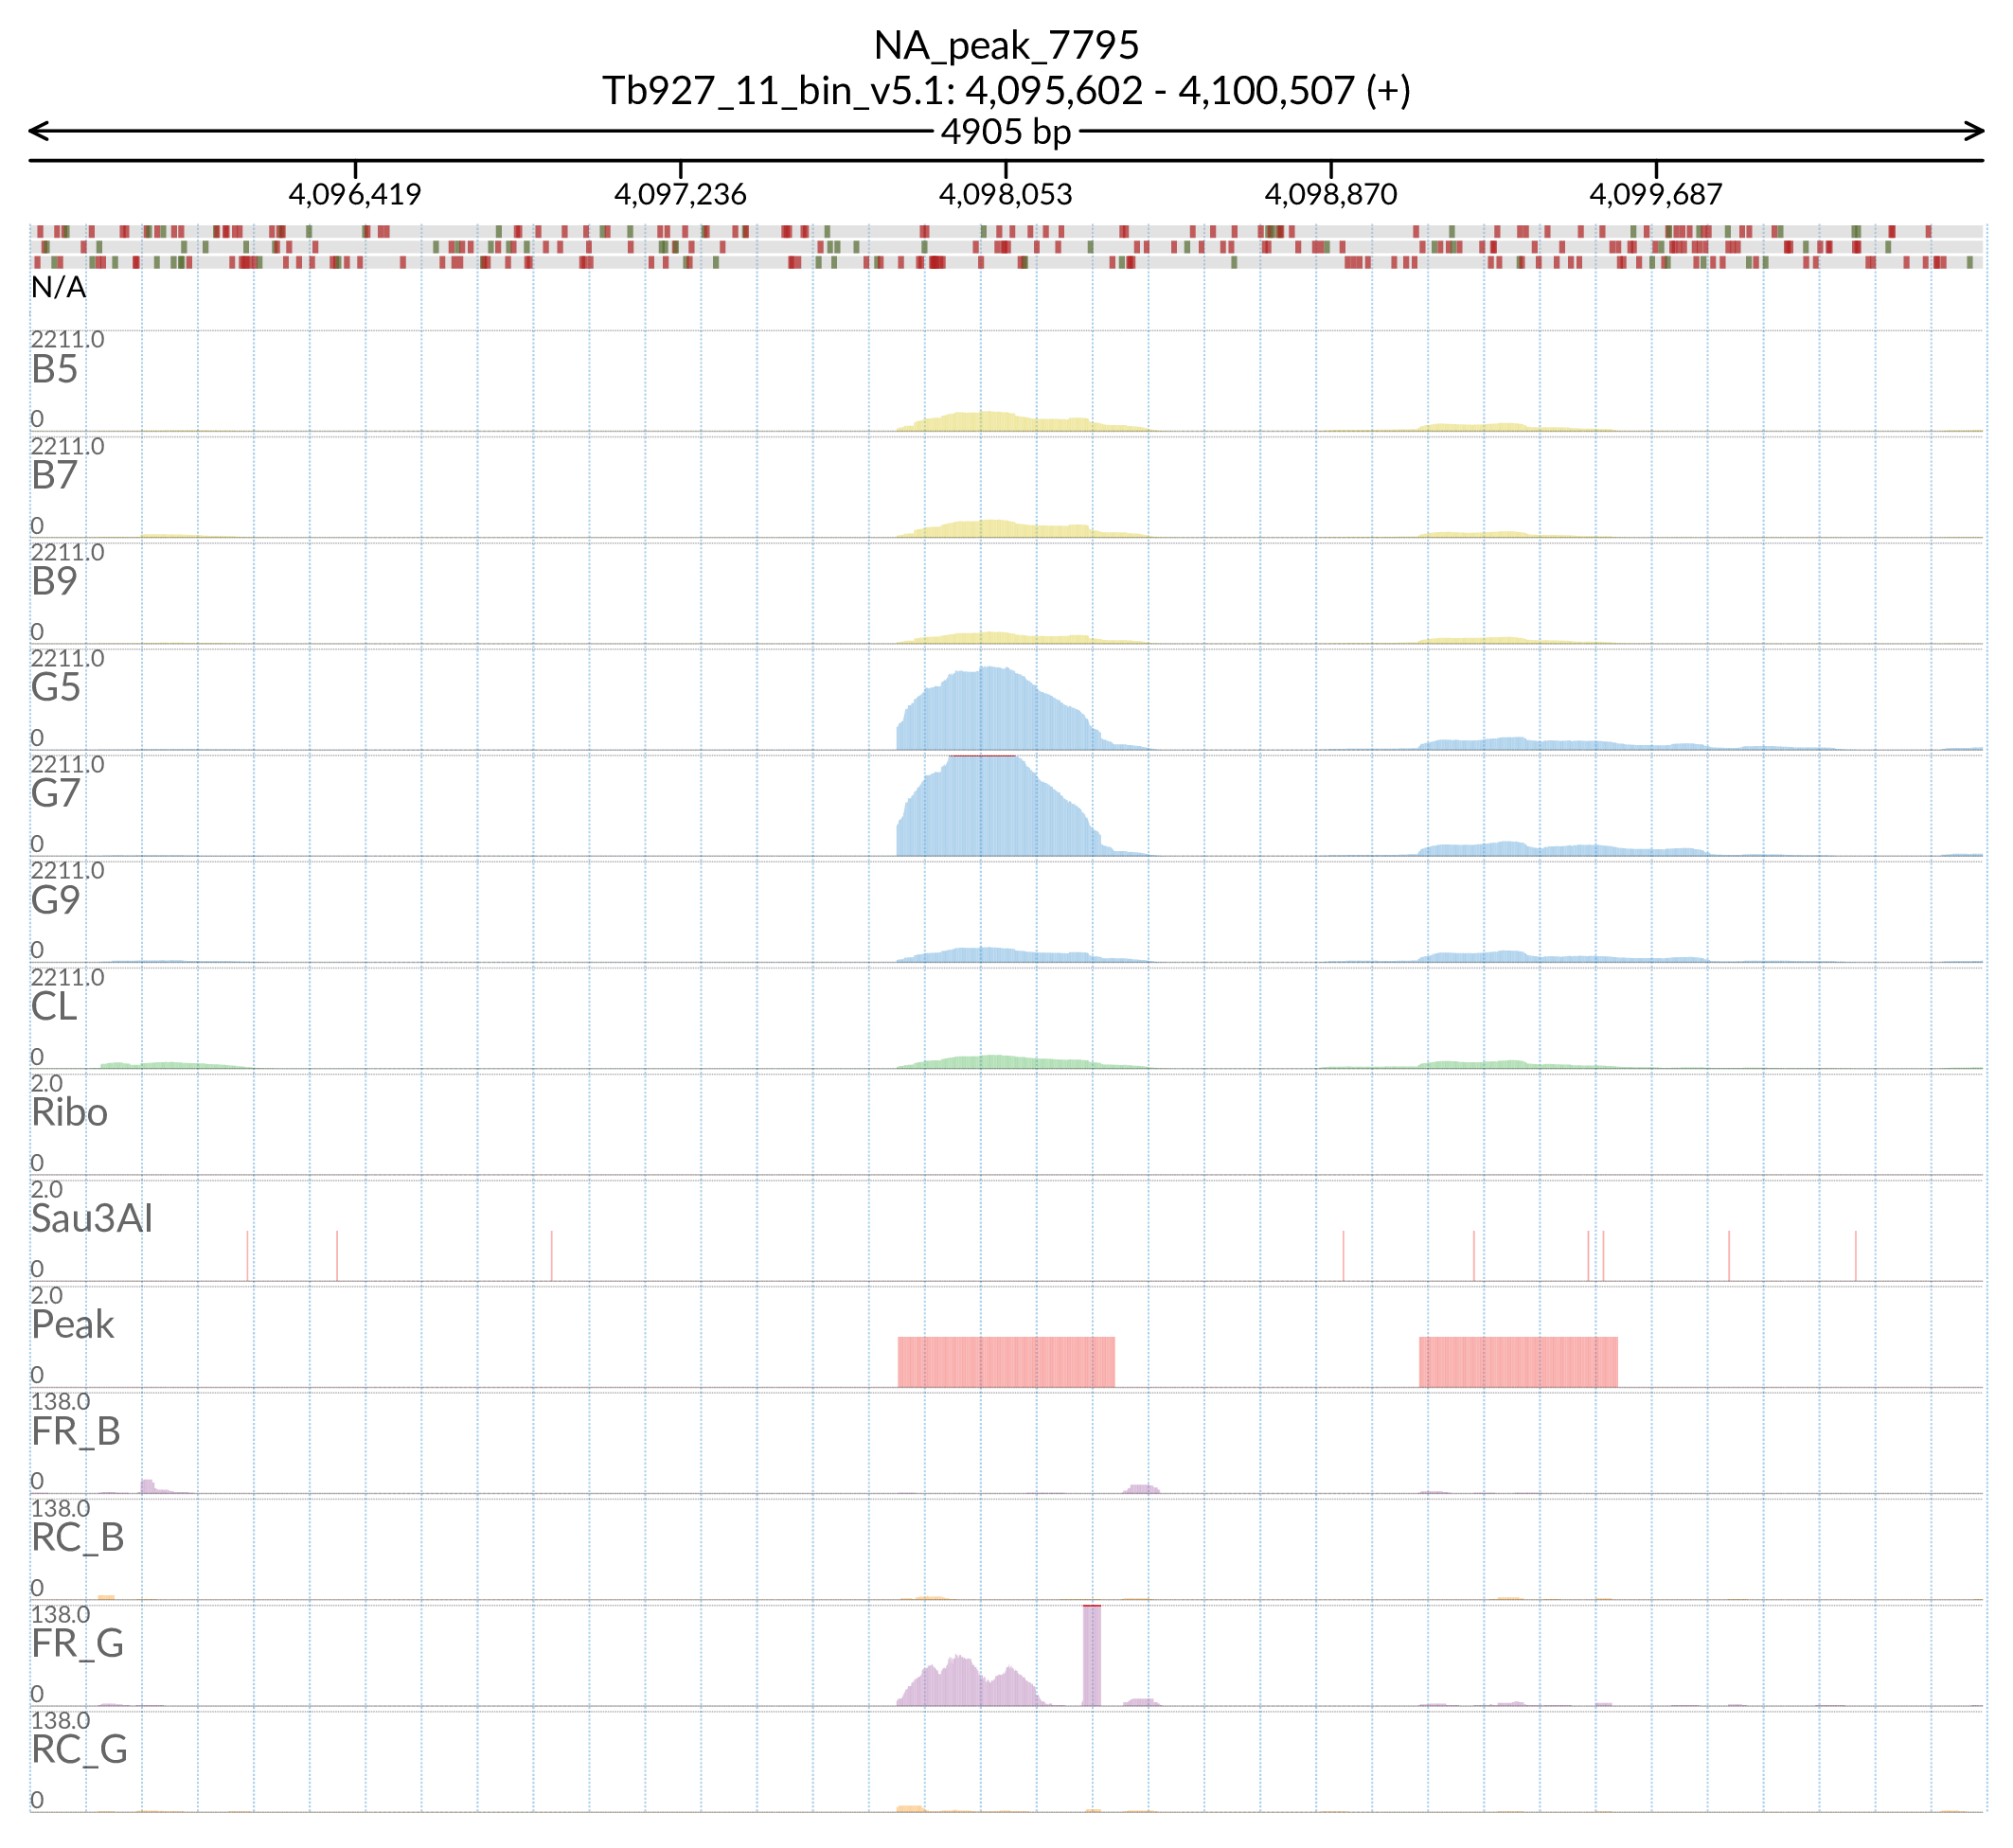 NA_peak_7795
Tb927_11_bin_v5.1: 4,095,602 - 4,100,507 (+)
4905 bp
4,096,419 4,097,236 4,098,053 4,098,870 4,099,687
N/A
2211.0
B5
0
2211.0
B7
0
2211.0
B9
0
2211.0
G5
0
2211.0
G7
0
2211.0
G9
0
2211.0
CL
0
2.0
Ribo
0
2.0
Sau3AI
0
2.0
Peak
0
138.0
FR_B
0
138.0
RC_B
0
138.0
FR_G
0
138.0
RC_G
0